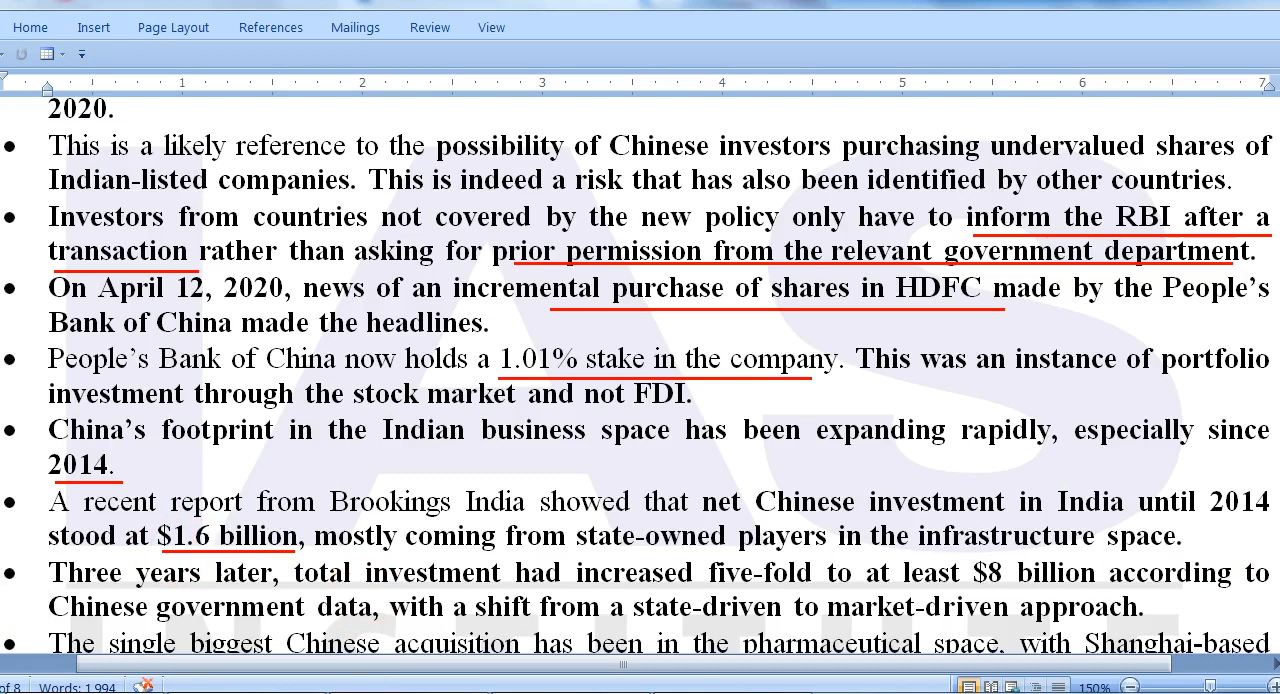 Home Insert Page Layout References Mailings Review View
1 2 3 4 5 6 7
2020.
• This is a likely reference to the possibility of Chinese investors purchasing undervalued shares of
Indian-listed companies. This is indeed a risk that has also been identified by other countries.
• Investors from countries not covered by the new policy only have to inform the RBI after a
transaction rather than asking for prior permission from the relevant government department.
• On April 12, 2020, news of an incremental purchase of shares in HDFC made by the People’s
Bank of China made the headlines.
• People’s Bank of China now holds a 1.01% stake in the company. This was an instance of portfolio
investment through the stock market and not FDI.
• China’s footprint in the Indian business space has been expanding rapidly, especially since
2014.
• A recent report from Brookings India showed that net Chinese investment in India until 2014
stood at $1.6 billion, mostly coming from state-owned players in the infrastructure space.
• Three years later, total investment had increased five-fold to at least $8 billion according to
Chinese government data, with a shift from a state-driven to market-driven approach.
• The single biggest Chinese acquisition has been in the pharmaceutical space, with Shanghai-based
IAS
of 8 Words: 1,994 150%